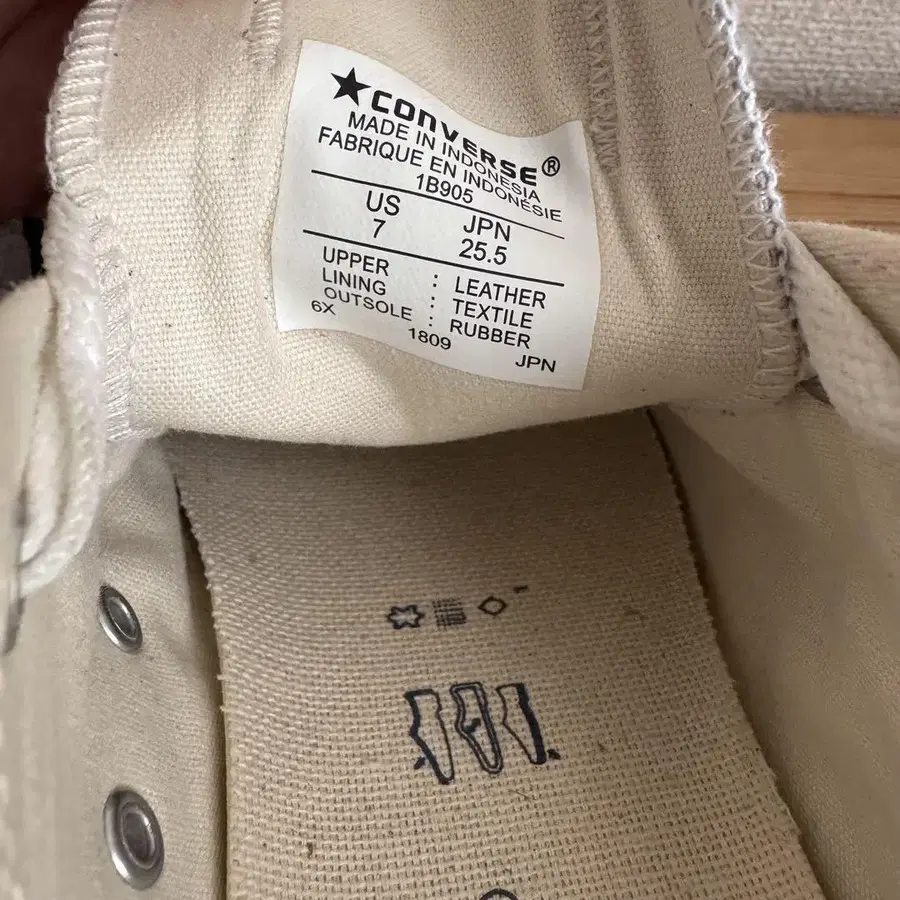 ★CONVERSE®
MADE IN INDONESIA
FABRIQUE EN INDONÉSIE
1B905
US JPN
7 25.5
UPPER : LEATHER
LINING : TEXTILE
OUTSOLE : RUBBER
6X 1809 JPN